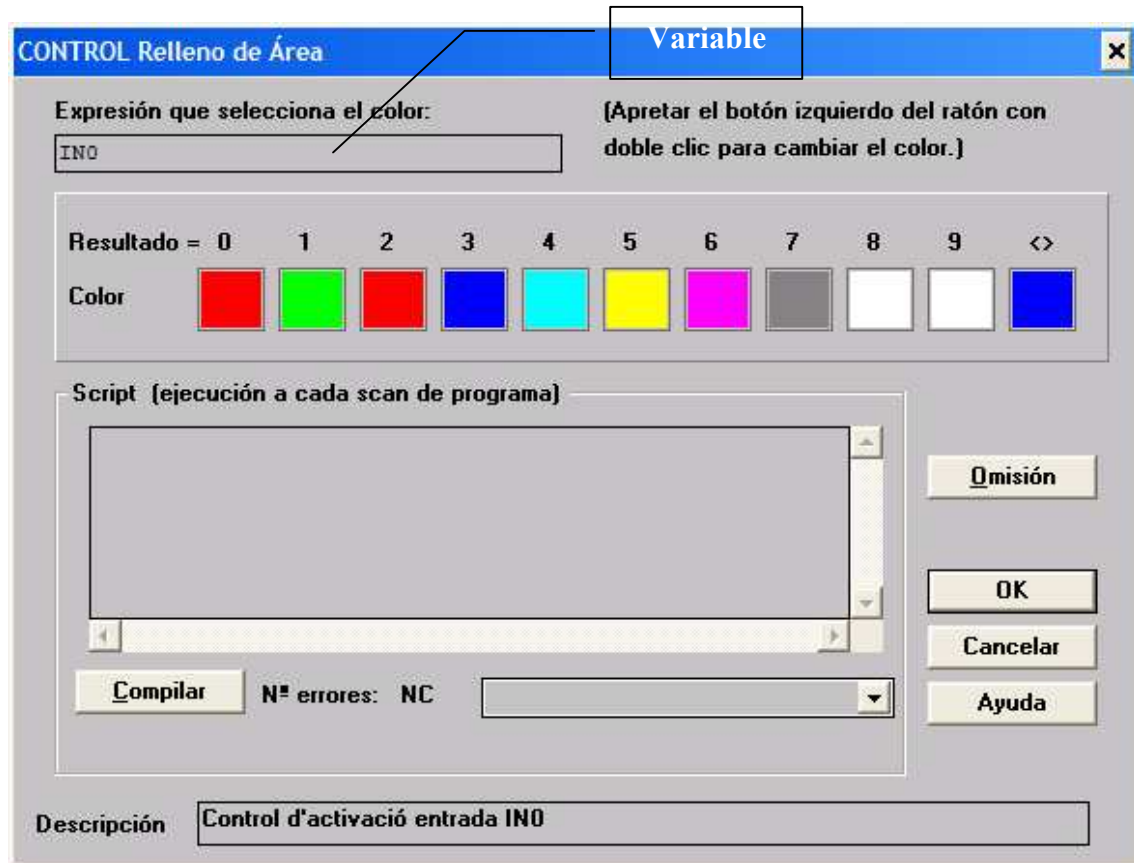 Variable
CONTROL Relleno de Área
Expresión que selecciona el color:
IN0
(Apretar el botón izquierdo del ratón con
doble clic para cambiar el color.)
Resultado = 0 1 2 3 4 5 6 7 8 9 <>
Color
Script (ejecución a cada scan de programa)
Omisión
OK
Cancelar
Ayuda
Compilar Nº errores: NC
Descripción Control d'activació entrada IN0